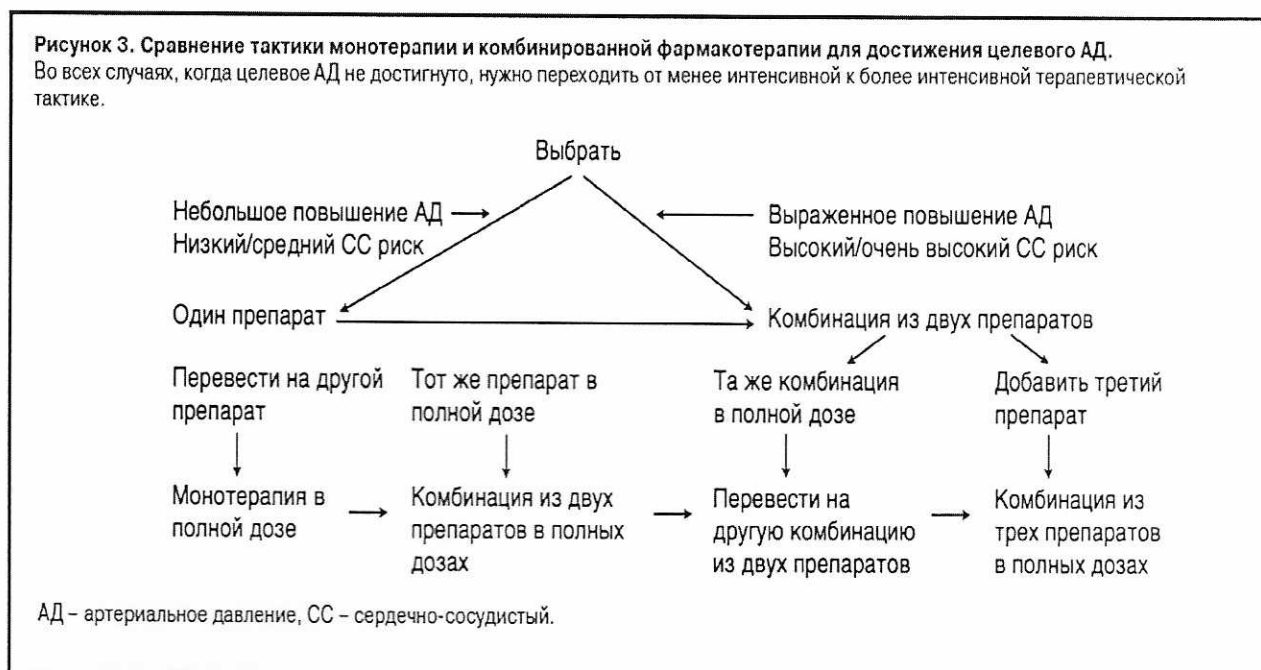 Рисунок 3. Сравнение тактики монотерапии и комбинированной фармакотерапии для достижения целевого АД.
Во всех случаях, когда целевое АД не достигнуто, нужно переходить от менее интенсивной к более интенсивной терапевтической
тактике.
Выбрать
Небольшое повышение АД
Низкий/средний СС риск
Выраженное повышение АД
Высокий/очень высокий СС риск
Один препарат
Комбинация из двух препаратов
Перевести на другой
препарат
Тот же препарат в
полной дозе
Та же комбинация
в полной дозе
Добавить третий
препарат
Монотерапия в
полной дозе
Комбинация из двух
препаратов в полных
дозах
Перевести на
другую комбинацию
из двух препаратов
Комбинация из
трех препаратов
в полных дозах
АД – артериальное давление, СС – сердечно-сосудистый.